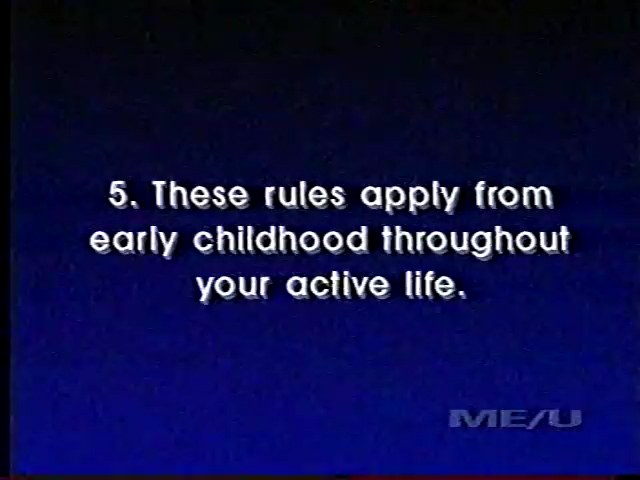 5. These rules apply from
early childhood throughout
your active life.
ME/U